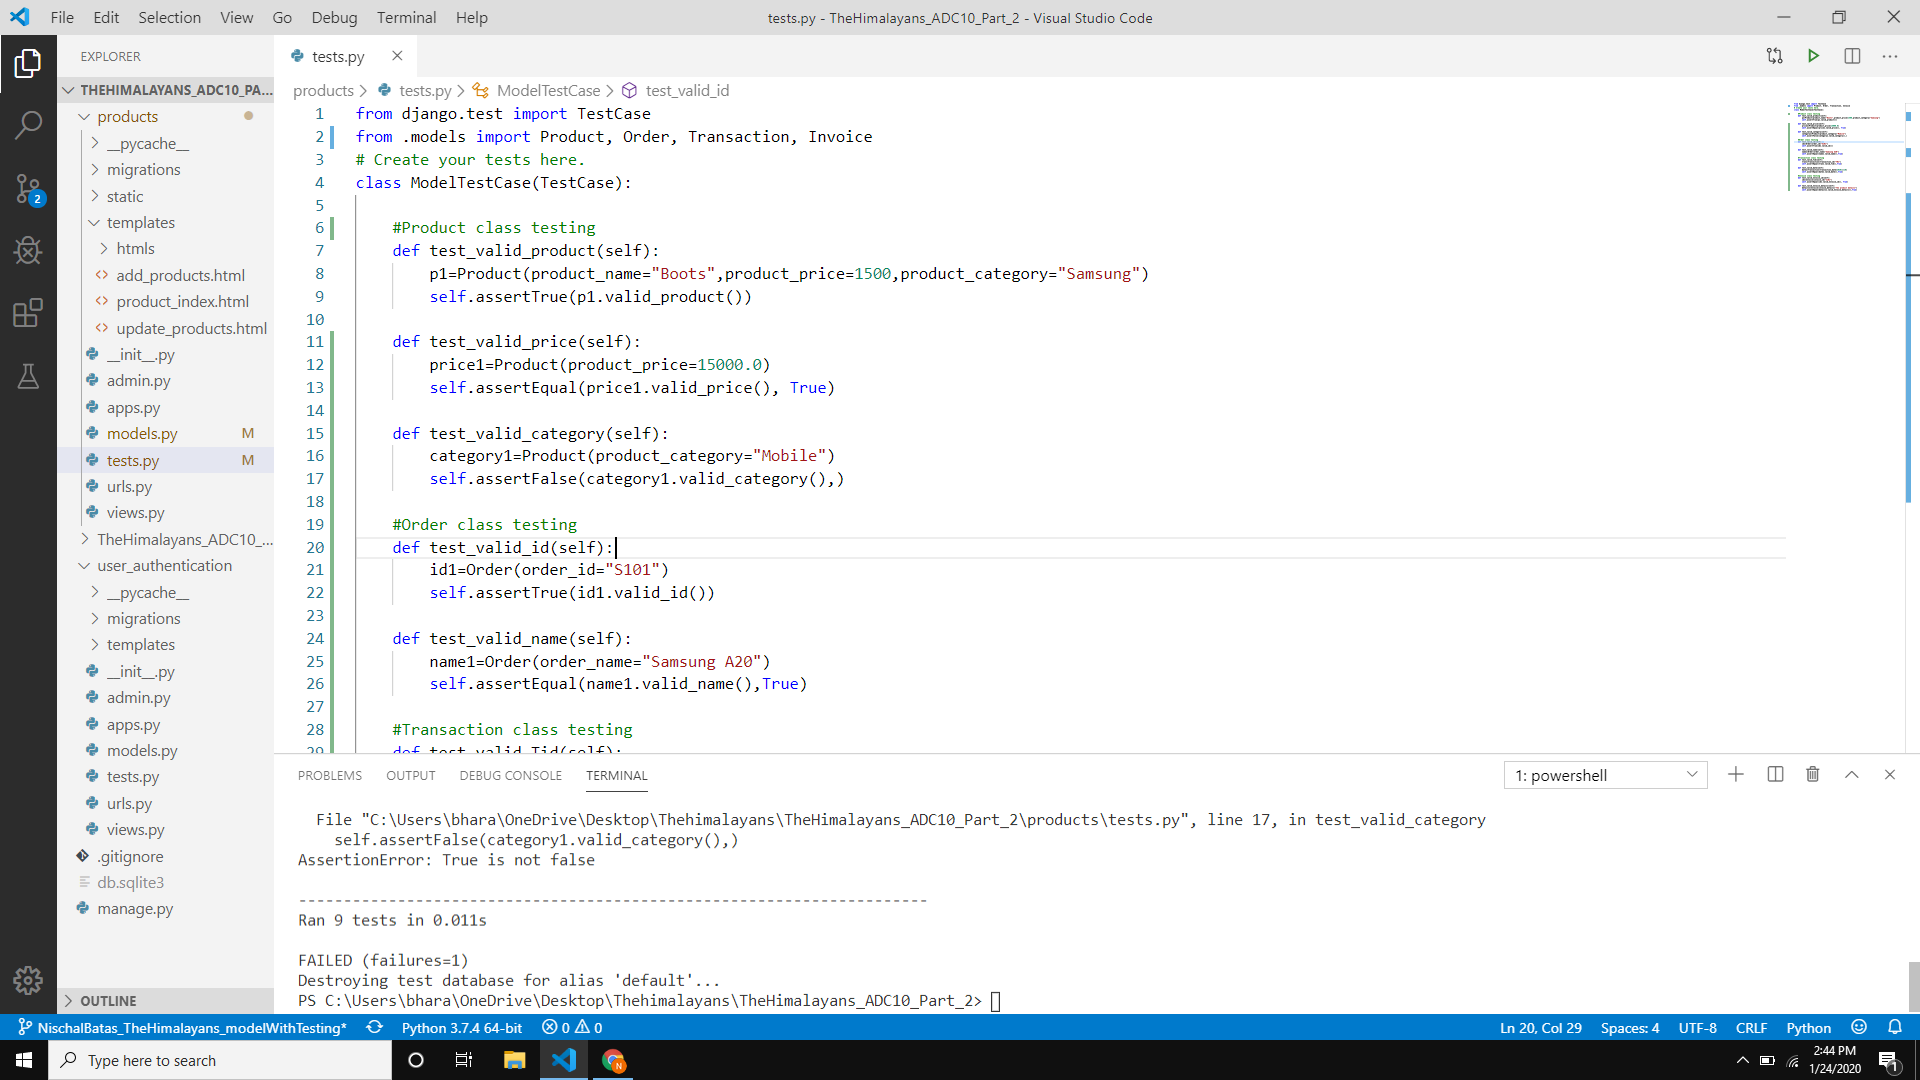 File Edit Selection View Go Debug Terminal Help
tests.py - TheHimalayans_ADC10_Part_2 - Visual Studio Code
EXPLORER
THEHIMALAYANS_ADC10_PA...
products
__pycache__
migrations
static
templates
htmls
add_products.html
product_index.html
update_products.html
__init__.py
admin.py
apps.py
models.py M
tests.py M
urls.py
views.py
TheHimalayans_ADC10_...
user_authentication
__pycache__
migrations
templates
__init__.py
admin.py
apps.py
models.py
tests.py
urls.py
views.py
.gitignore
db.sqlite3
manage.py
OUTLINE
2
tests.py
products > tests.py > ModelTestCase > test_valid_id
1 from django.test import TestCase
2 from .models import Product, Order, Transaction, Invoice
3 # Create your tests here.
4 class ModelTestCase(TestCase):
5
6 #Product class testing
7 def test_valid_product(self):
8 p1=Product(product_name="Boots",product_price=1500,product_category="Samsung")
9 self.assertTrue(p1.valid_product())
10
11 def test_valid_price(self):
12 price1=Product(product_price=15000.0)
13 self.assertEqual(price1.valid_price(), True)
14
15 def test_valid_category(self):
16 category1=Product(product_category="Mobile")
17 self.assertFalse(category1.valid_category(),)
18
19 #Order class testing
20 def test_valid_id(self):
21 id1=Order(order_id="S101")
22 self.assertTrue(id1.valid_id())
23
24 def test_valid_name(self):
25 name1=Order(order_name="Samsung A20")
26 self.assertEqual(name1.valid_name(),True)
27
28 #Transaction class testing
29 def test_valid_Tid(self):
PROBLEMS OUTPUT DEBUG CONSOLE TERMINAL
1: powershell
File "C:\Users\bhara\OneDrive\Desktop\Thehimalayans\TheHimalayans_ADC10_Part_2\products\tests.py", line 17, in test_valid_category
self.assertFalse(category1.valid_category(),)
AssertionError: True is not false
----------------------------------------------------------------------
Ran 9 tests in 0.011s
FAILED (failures=1)
Destroying test database for alias 'default'...
PS C:\Users\bhara\OneDrive\Desktop\Thehimalayans\TheHimalayans_ADC10_Part_2>
NischalBatas_TheHimalayans_modelWithTesting* Python 3.7.4 64-bit 0 0
Ln 20, Col 29 Spaces: 4 UTF-8 CRLF Python
Type here to search
N
2:44 PM
1/24/2020
1